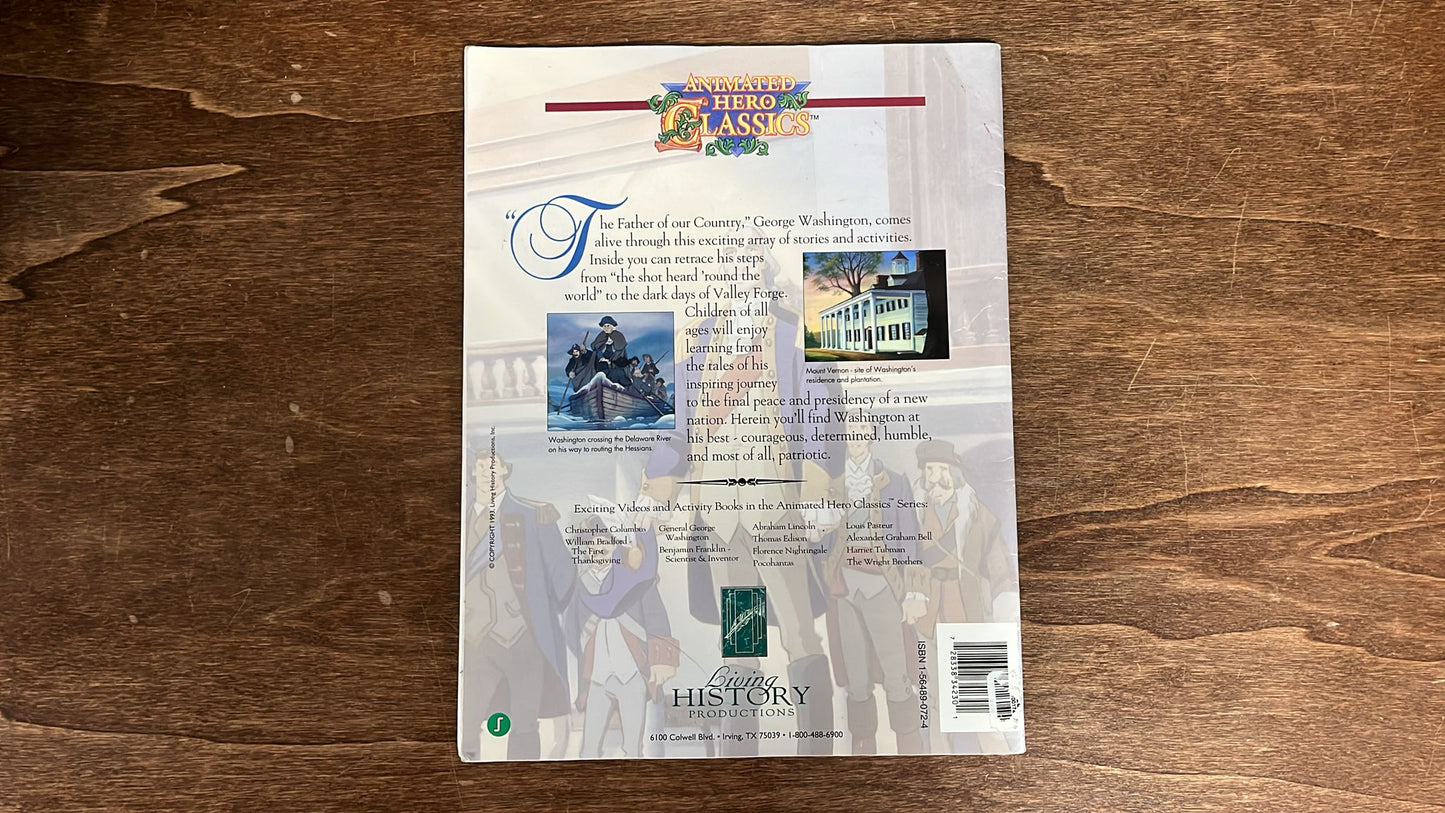 ANIMATED
HERO
CLASSICS™
“The Father of our Country,” George Washington, comes
alive through this exciting array of stories and activities.
Inside you can retrace his steps
from “the shot heard ’round the
world” to the dark days of Valley Forge.
Children of all
ages will enjoy
learning from
the tales of his
inspiring journey
to the final peace and presidency of a new
nation. Herein you’ll find Washington at
his best - courageous, determined, humble,
and most of all, patriotic.
Mount Vernon - site of Washington’s
residence and plantation.
Washington crossing the Delaware River
on his way to routing the Hessians.
© COPYRIGHT 1993, Living History Productions, Inc.
Exciting Videos and Activity Books in the Animated Hero Classics™ Series:
Christopher Columbus
William Bradford -
The First
Thanksgiving
General George
Washington
Benjamin Franklin -
Scientist & Inventor
Abraham Lincoln
Thomas Edison
Florence Nightingale
Pocohantas
Louis Pasteur
Alexander Graham Bell
Harriet Tubman
The Wright Brothers
Living
HISTORY
PRODUCTIONS
6100 Colwell Blvd. • Irving, TX 75039 • 1-800-488-6900
ISBN 1-56489-072-4
7 28338 34230 1